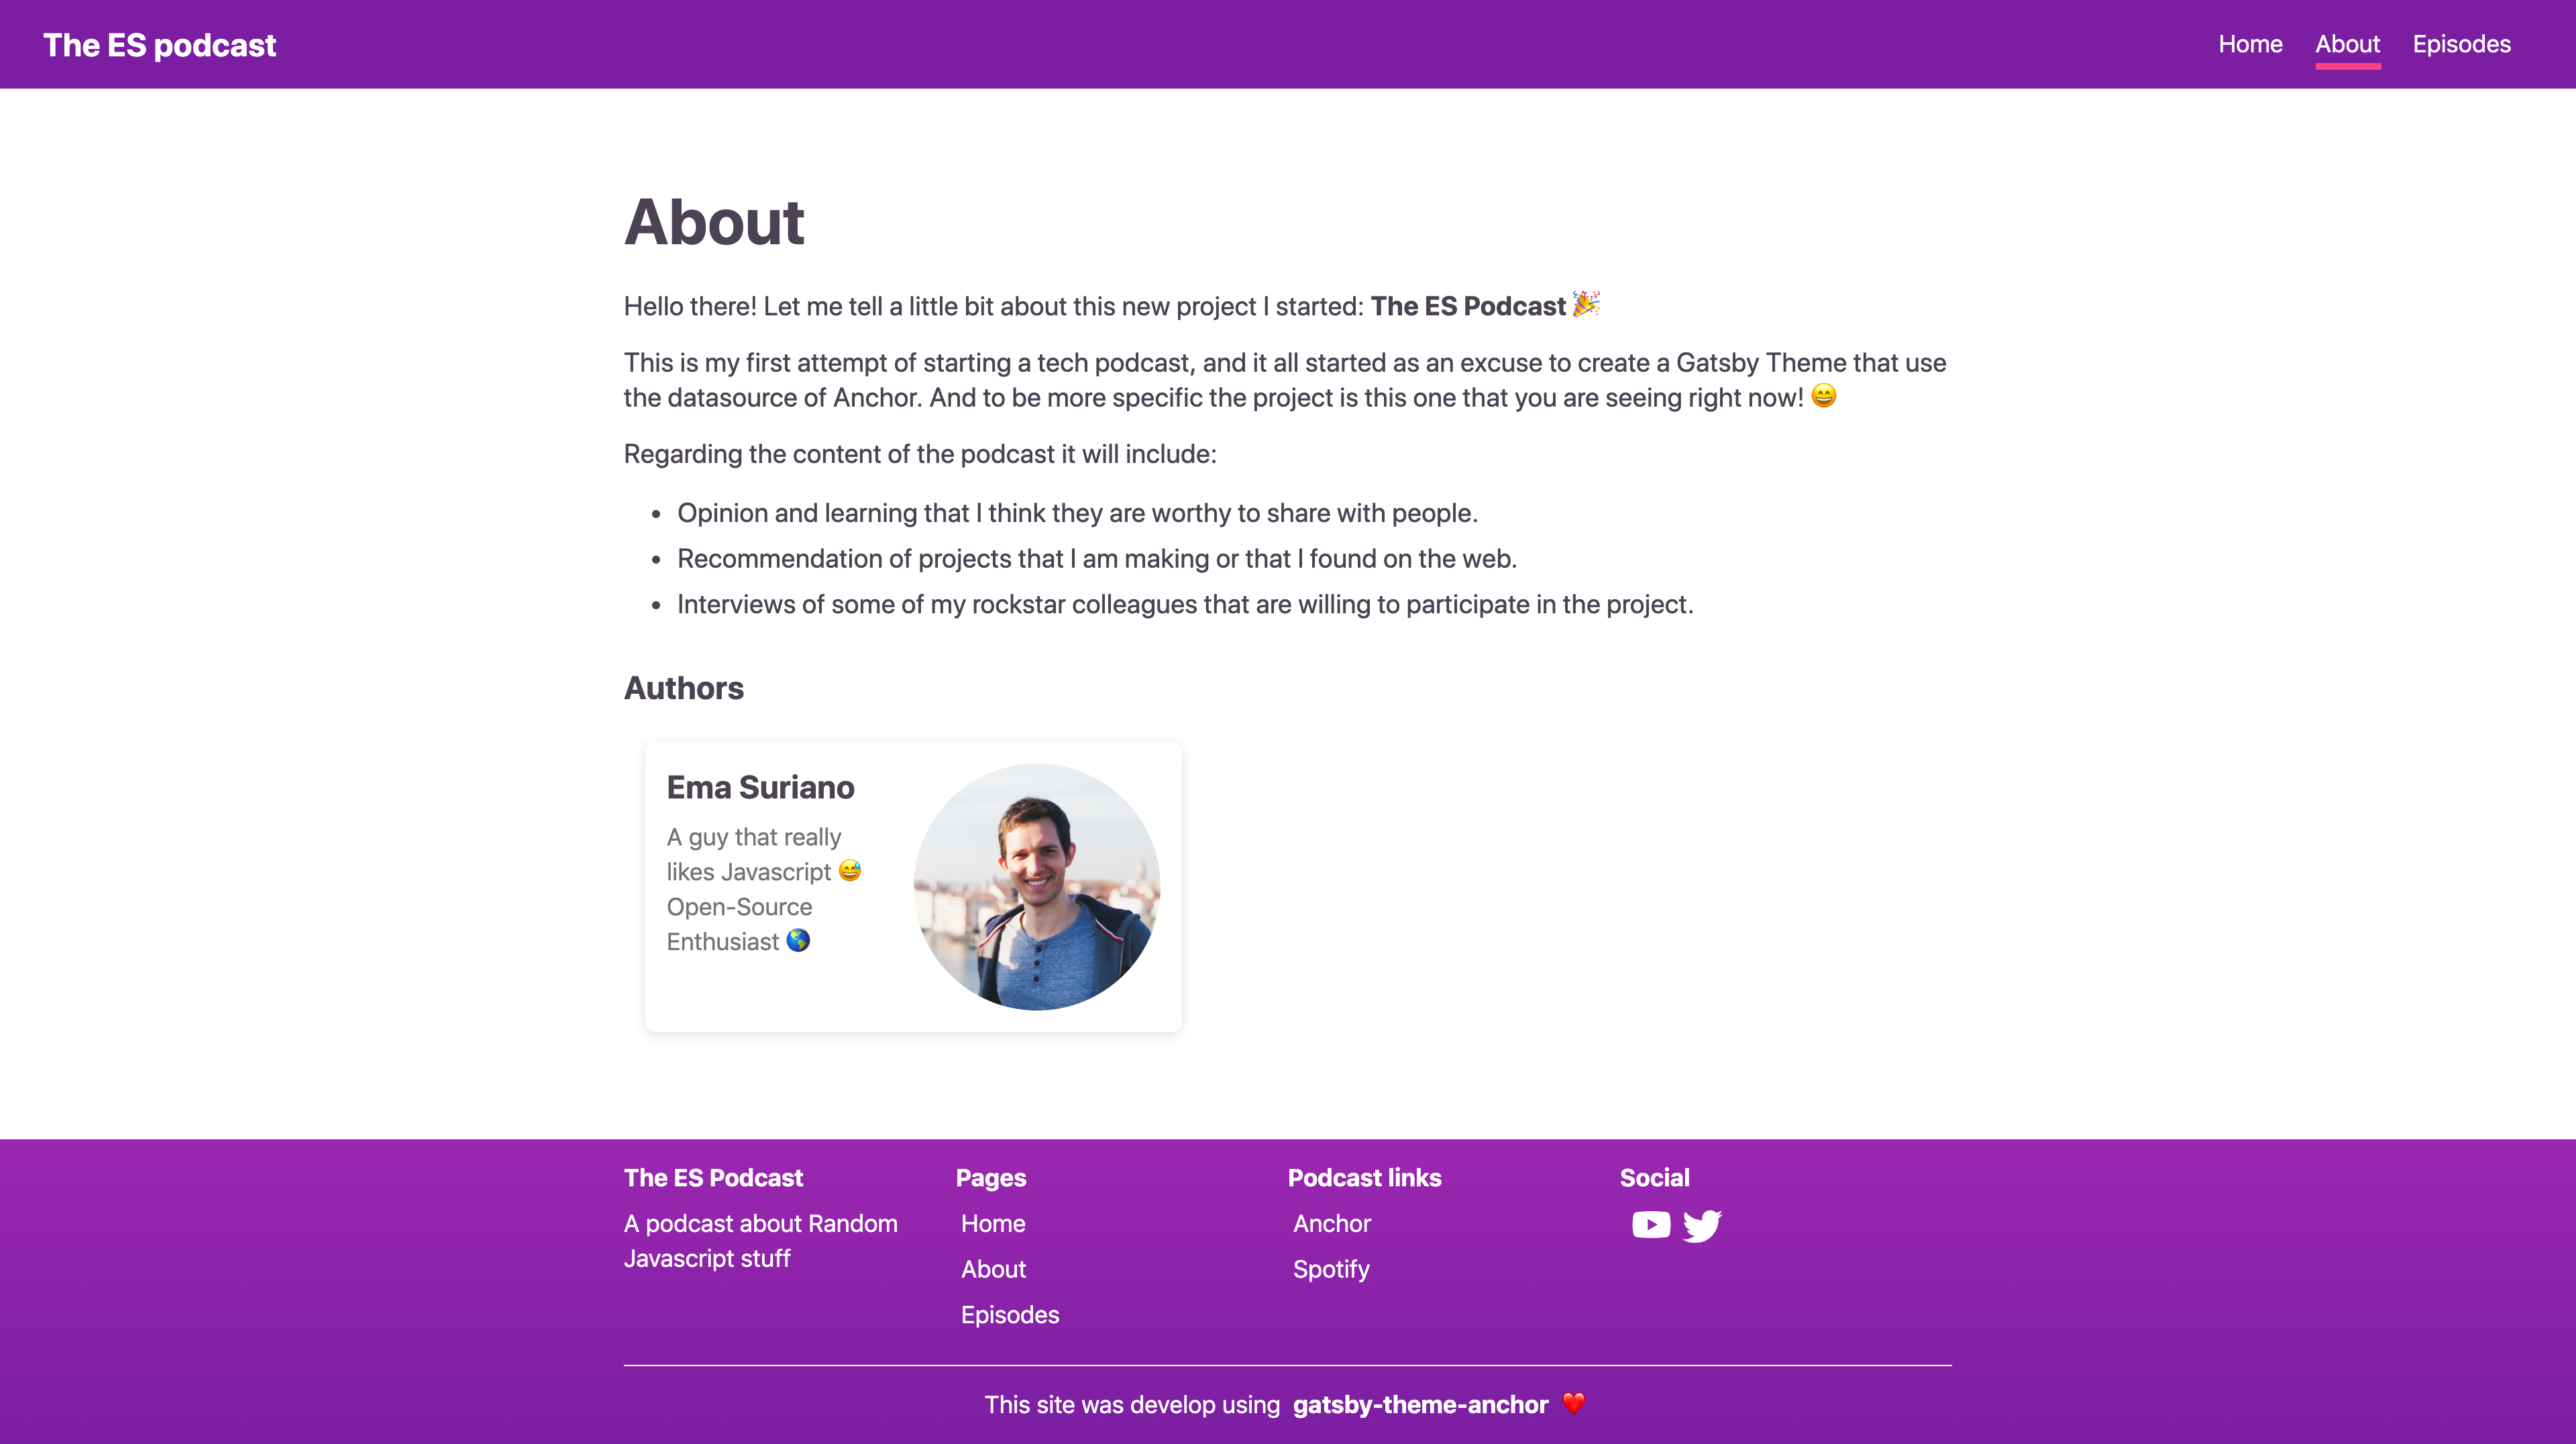 The ES podcast
Home
About
Episodes
About
Hello there! Let me tell a little bit about this new project I started: The ES Podcast 🎉
This is my first attempt of starting a tech podcast, and it all started as an excuse to create a Gatsby Theme that use
the datasource of Anchor. And to be more specific the project is this one that you are seeing right now! 😄
Regarding the content of the podcast it will include:
• Opinion and learning that I think they are worthy to share with people.
• Recommendation of projects that I am making or that I found on the web.
• Interviews of some of my rockstar colleagues that are willing to participate in the project.
Authors
Ema Suriano
A guy that really
likes Javascript 😅
Open-Source
Enthusiast 🌎
The ES Podcast
A podcast about Random
Javascript stuff
Pages
Home
About
Episodes
Podcast links
Anchor
Spotify
Social
This site was develop using gatsby-theme-anchor ❤️